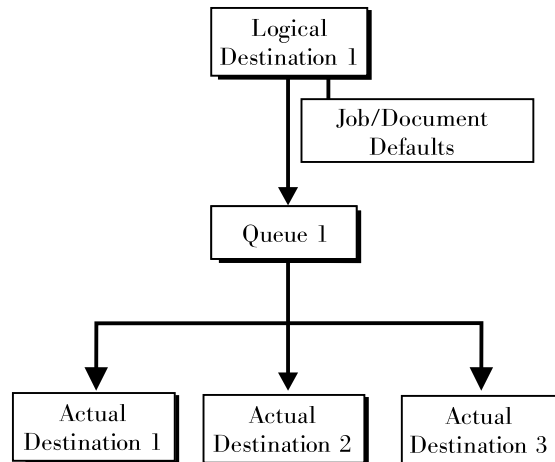 Logical
Destination 1
Job/Document
Defaults
Queue 1
Actual
Destination 1
Actual
Destination 2
Actual
Destination 3